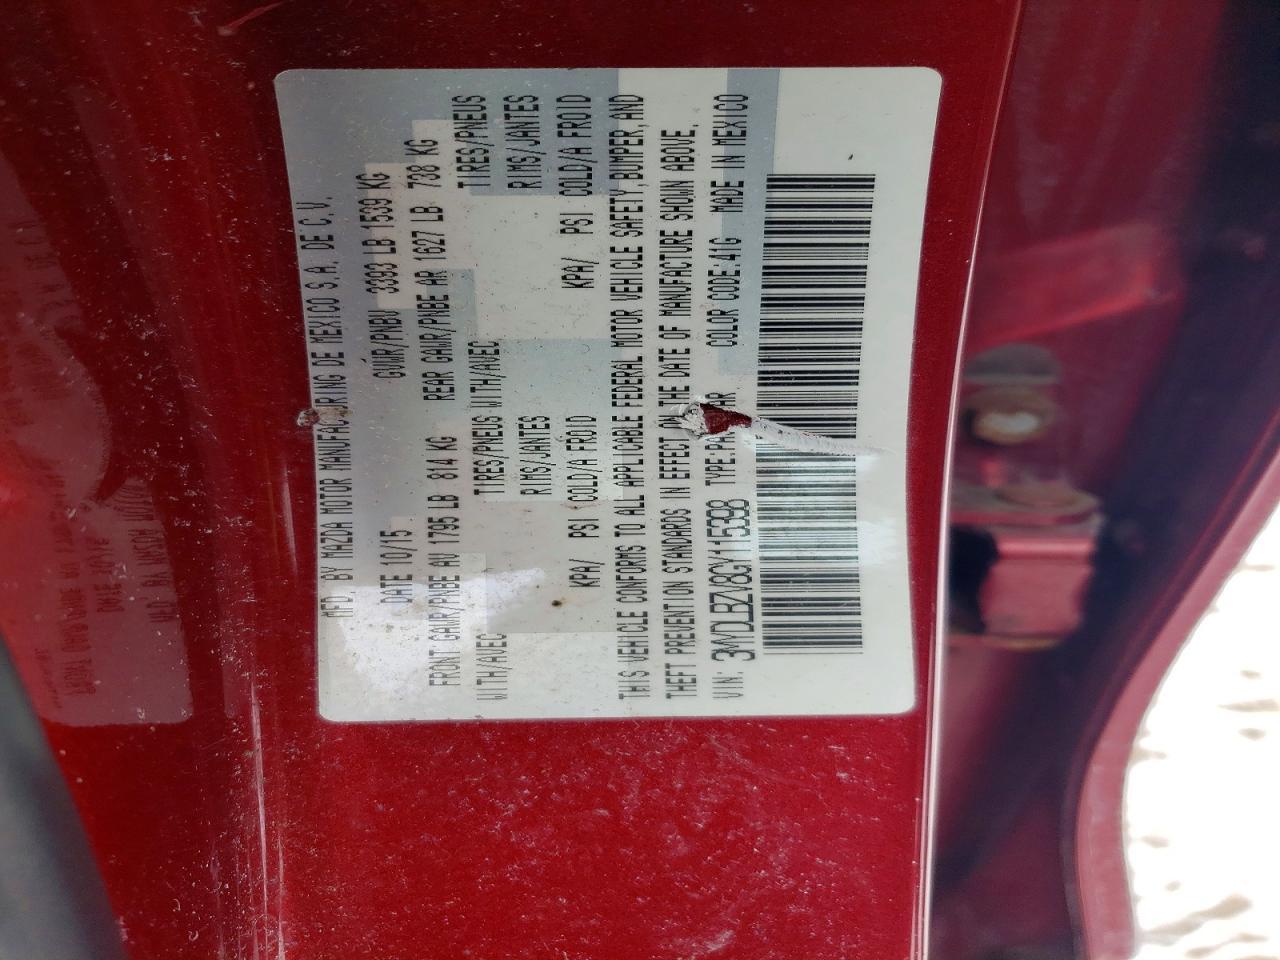 MFD. BY MAZDA MOTOR MANUFACTURING DE MEXICO S.A. DE C.V.
DATE 10/15 GVWR/PNBV 3393 LB 1539 KG
FRONT GAWR/PNBE AV 1795 LB 814 KG REAR GAWR/PNBE AR 1627 LB 738 KG
WITH/AVEC TIRES/PNEUS WITH/AVEC TIRES/PNEUS
RIMS/JANTES RIMS/JANTES
KPA/ PSI COLD/A FROID KPA/ PSI COLD/A FROID
THIS VEHICLE CONFORMS TO ALL APPLICABLE FEDERAL MOTOR VEHICLE SAFETY, BUMPER, AND
THEFT PREVENTION STANDARDS IN EFFECT ON THE DATE OF MANUFACTURE SHOWN ABOVE.
VIN: 3MYDLBZV8GY115398 TYPE: COLOR CODE:41G MADE IN MEXICO